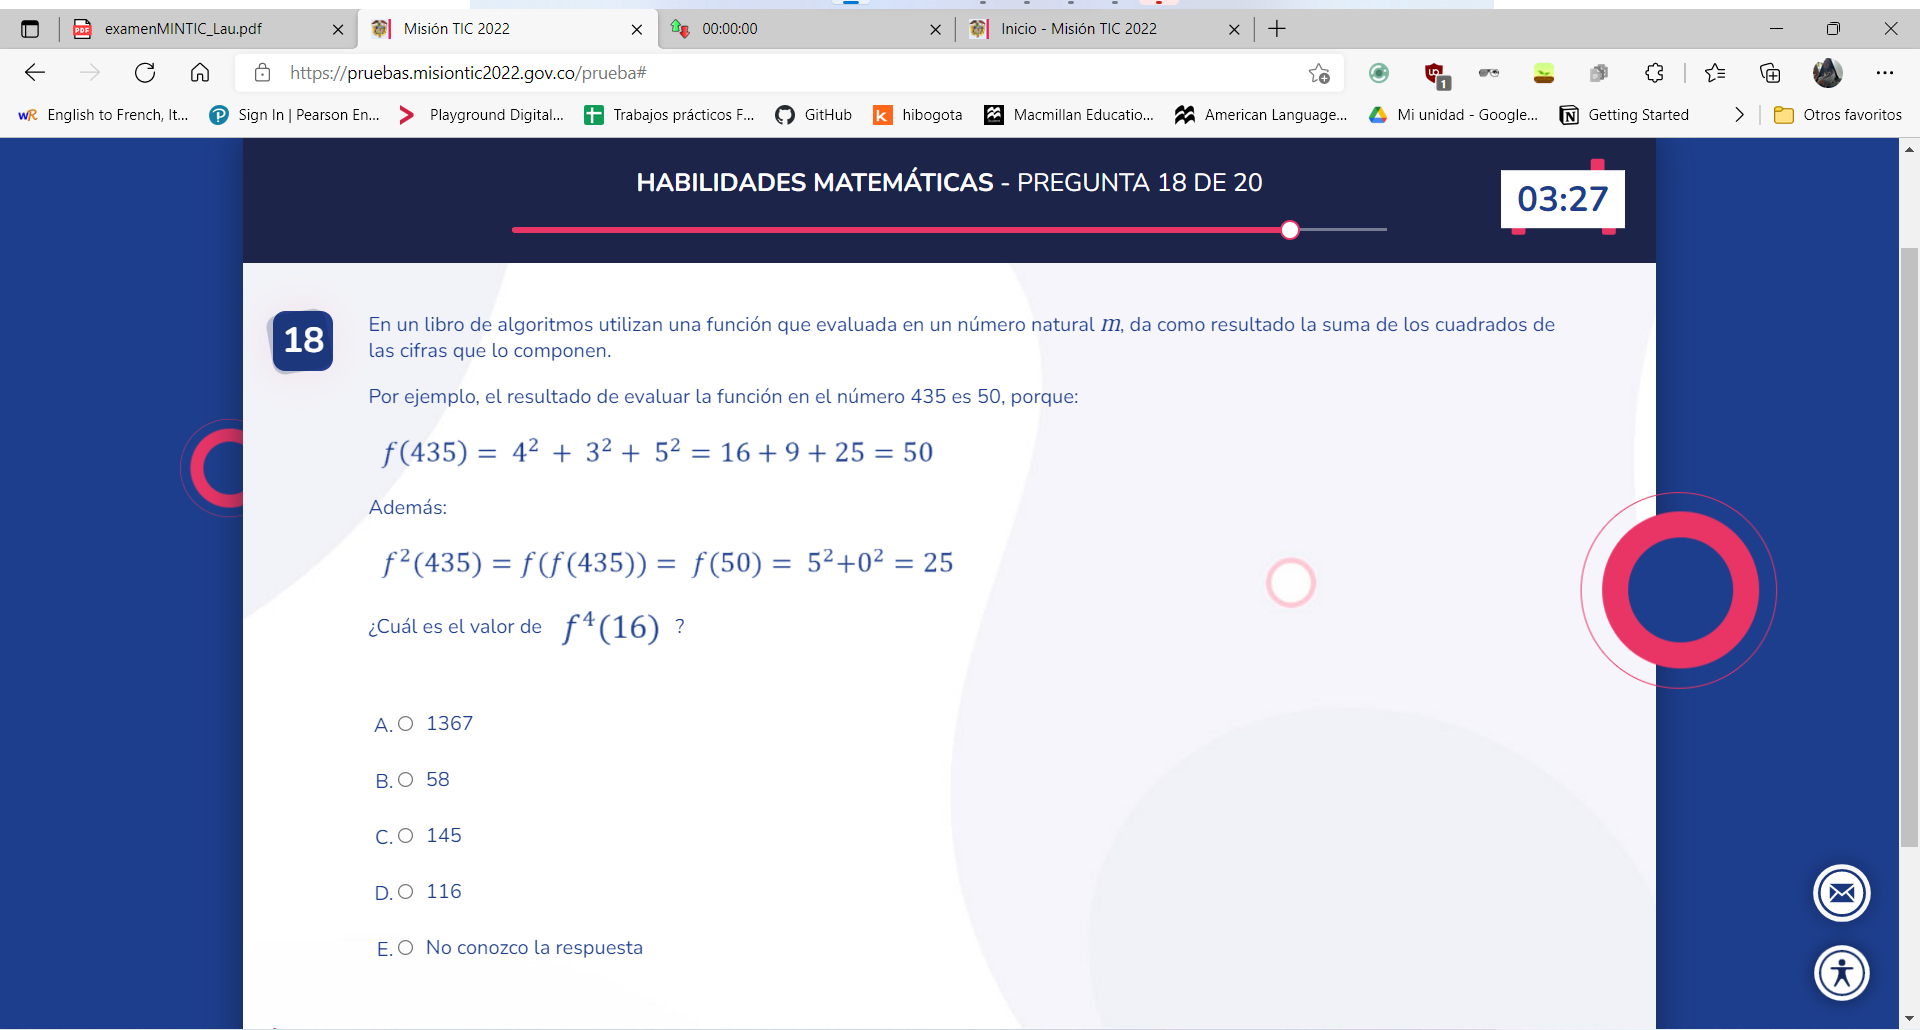 examenMINTIC_Lau.pdf
Misión TIC 2022
00:00:00
Inicio - Misión TIC 2022
https://pruebas.misiontic2022.gov.co/prueba#
1
English to French, It...
Sign In | Pearson En...
Playground Digital...
Trabajos prácticos F...
GitHub
hibogota
Macmillan Educatio...
American Language...
Mi unidad - Google...
Getting Started
Otros favoritos
HABILIDADES MATEMÁTICAS - PREGUNTA 18 DE 20
03:27
18
En un libro de algoritmos utilizan una función que evaluada en un número natural m, da como resultado la suma de los cuadrados de
las cifras que lo componen.
Por ejemplo, el resultado de evaluar la función en el número 435 es 50, porque:
f(435) = 4² + 3² + 5² = 16 + 9 + 25 = 50
Además:
f²(435) = f(f(435)) = f(50) = 5²+0² = 25
¿Cuál es el valor de f⁴(16) ?
A. 1367
B. 58
C. 145
D. 116
E. No conozco la respuesta